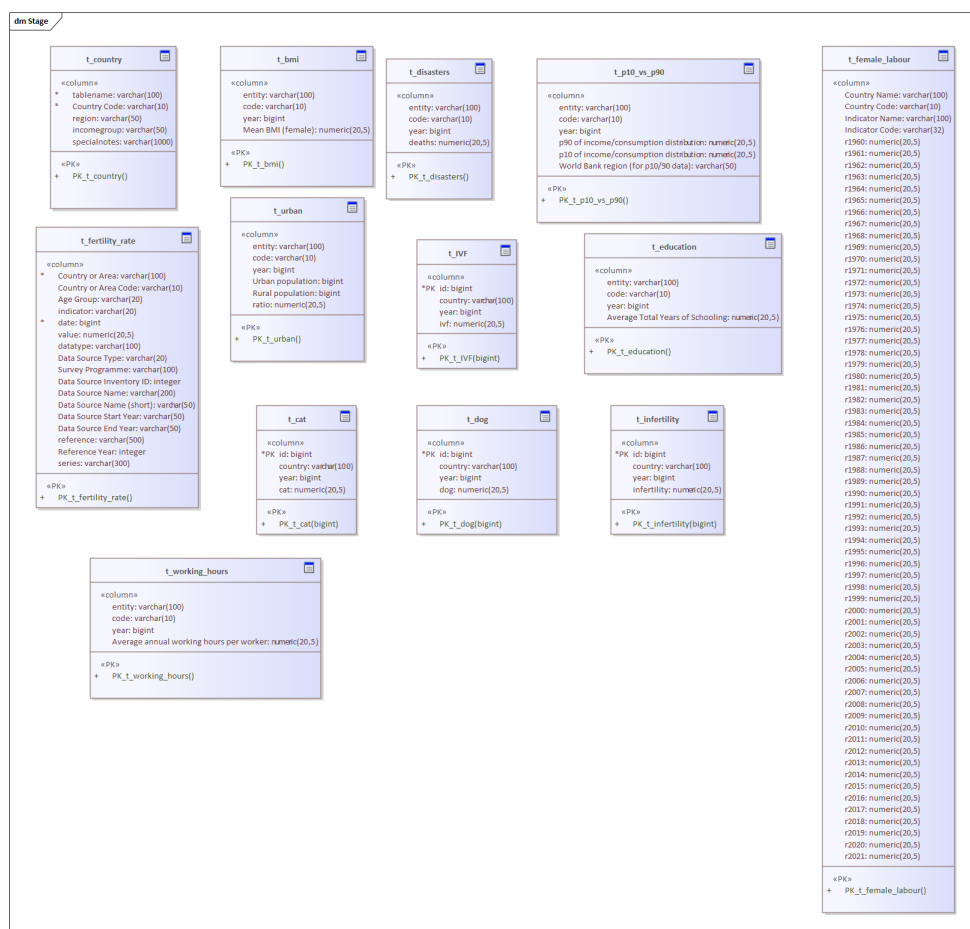 dm Stage
t_country
«column»
* tablename: varchar(100)
* Country Code: varchar(10)
region: varchar(50)
incomegroup: varchar(50)
specialnotes: varchar(1000)
«PK»
+ PK_t_country()
t_bmi
«column»
entity: varchar(100)
code: varchar(10)
year: bigint
Mean BMI (female): numeric(20,5)
«PK»
+ PK_t_bmi()
t_disasters
«column»
entity: varchar(100)
code: varchar(10)
year: bigint
deaths: numeric(20,5)
«PK»
+ PK_t_disasters()
t_p10_vs_p90
«column»
entity: varchar(100)
code: varchar(10)
year: bigint
p90 of income/consumption distribution: numeric(20,5)
p10 of income/consumption distribution: numeric(20,5)
World Bank region (for p10/90 data): varchar(50)
«PK»
+ PK_t_p10_vs_p90()
t_female_labour
«column»
Country Name: varchar(100)
Country Code: varchar(10)
Indicator Name: varchar(100)
Indicator Code: varchar(32)
r1960: numeric(20,5)
r1961: numeric(20,5)
r1962: numeric(20,5)
r1963: numeric(20,5)
r1964: numeric(20,5)
r1965: numeric(20,5)
r1966: numeric(20,5)
r1967: numeric(20,5)
r1968: numeric(20,5)
r1969: numeric(20,5)
r1970: numeric(20,5)
r1971: numeric(20,5)
r1972: numeric(20,5)
r1973: numeric(20,5)
r1974: numeric(20,5)
r1975: numeric(20,5)
r1976: numeric(20,5)
r1977: numeric(20,5)
r1978: numeric(20,5)
r1979: numeric(20,5)
r1980: numeric(20,5)
r1981: numeric(20,5)
r1982: numeric(20,5)
r1983: numeric(20,5)
r1984: numeric(20,5)
r1985: numeric(20,5)
r1986: numeric(20,5)
r1987: numeric(20,5)
r1988: numeric(20,5)
r1989: numeric(20,5)
r1990: numeric(20,5)
r1991: numeric(20,5)
r1992: numeric(20,5)
r1993: numeric(20,5)
r1994: numeric(20,5)
r1995: numeric(20,5)
r1996: numeric(20,5)
r1997: numeric(20,5)
r1998: numeric(20,5)
r1999: numeric(20,5)
r2000: numeric(20,5)
r2001: numeric(20,5)
r2002: numeric(20,5)
r2003: numeric(20,5)
r2004: numeric(20,5)
r2005: numeric(20,5)
r2006: numeric(20,5)
r2007: numeric(20,5)
r2008: numeric(20,5)
r2009: numeric(20,5)
r2010: numeric(20,5)
r2011: numeric(20,5)
r2012: numeric(20,5)
r2013: numeric(20,5)
r2014: numeric(20,5)
r2015: numeric(20,5)
r2016: numeric(20,5)
r2017: numeric(20,5)
r2018: numeric(20,5)
r2019: numeric(20,5)
r2020: numeric(20,5)
r2021: numeric(20,5)
«PK»
+ PK_t_female_labour()
t_fertility_rate
«column»
* Country or Area: varchar(100)
Country or Area Code: varchar(10)
Age Group: varchar(20)
indicator: varchar(20)
* date: bigint
value: numeric(20,5)
datatype: varchar(100)
Data Source Type: varchar(20)
Survey Programme: varchar(100)
Data Source Inventory ID: integer
Data Source Name: varchar(200)
Data Source Name (short): varchar(50)
Data Source Start Year: varchar(50)
Data Source End Year: varchar(50)
reference: varchar(500)
Reference Year: integer
series: varchar(300)
«PK»
+ PK_t_fertility_rate()
t_urban
«column»
entity: varchar(100)
code: varchar(10)
year: bigint
Urban population: bigint
Rural population: bigint
ratio: numeric(20,5)
«PK»
+ PK_t_urban()
t_IVF
«column»
*PK id: bigint
country: varchar(100)
year: bigint
ivf: numeric(20,5)
«PK»
+ PK_t_IVF(bigint)
t_education
«column»
entity: varchar(100)
code: varchar(10)
year: bigint
Average Total Years of Schooling: numeric(20,5)
«PK»
+ PK_t_education()
t_cat
«column»
*PK id: bigint
country: varchar(100)
year: bigint
cat: numeric(20,5)
«PK»
+ PK_t_cat(bigint)
t_dog
«column»
*PK id: bigint
country: varchar(100)
year: bigint
dog: numeric(20,5)
«PK»
+ PK_t_dog(bigint)
t_infertility
«column»
*PK id: bigint
country: varchar(100)
year: bigint
infertility: numeric(20,5)
«PK»
+ PK_t_infertility(bigint)
t_working_hours
«column»
entity: varchar(100)
code: varchar(10)
year: bigint
Average annual working hours per worker: numeric(20,5)
«PK»
+ PK_t_working_hours()